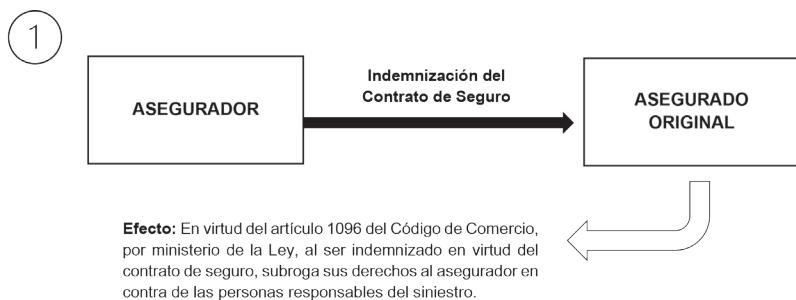 1
ASEGURADOR
Indemnización del
Contrato de Seguro
ASEGURADO
ORIGINAL
Efecto: En virtud del artículo 1096 del Código de Comercio,
por ministerio de la Ley, al ser indemnizado en virtud del
contrato de seguro, subroga sus derechos al asegurador en
contra de las personas responsables del siniestro.